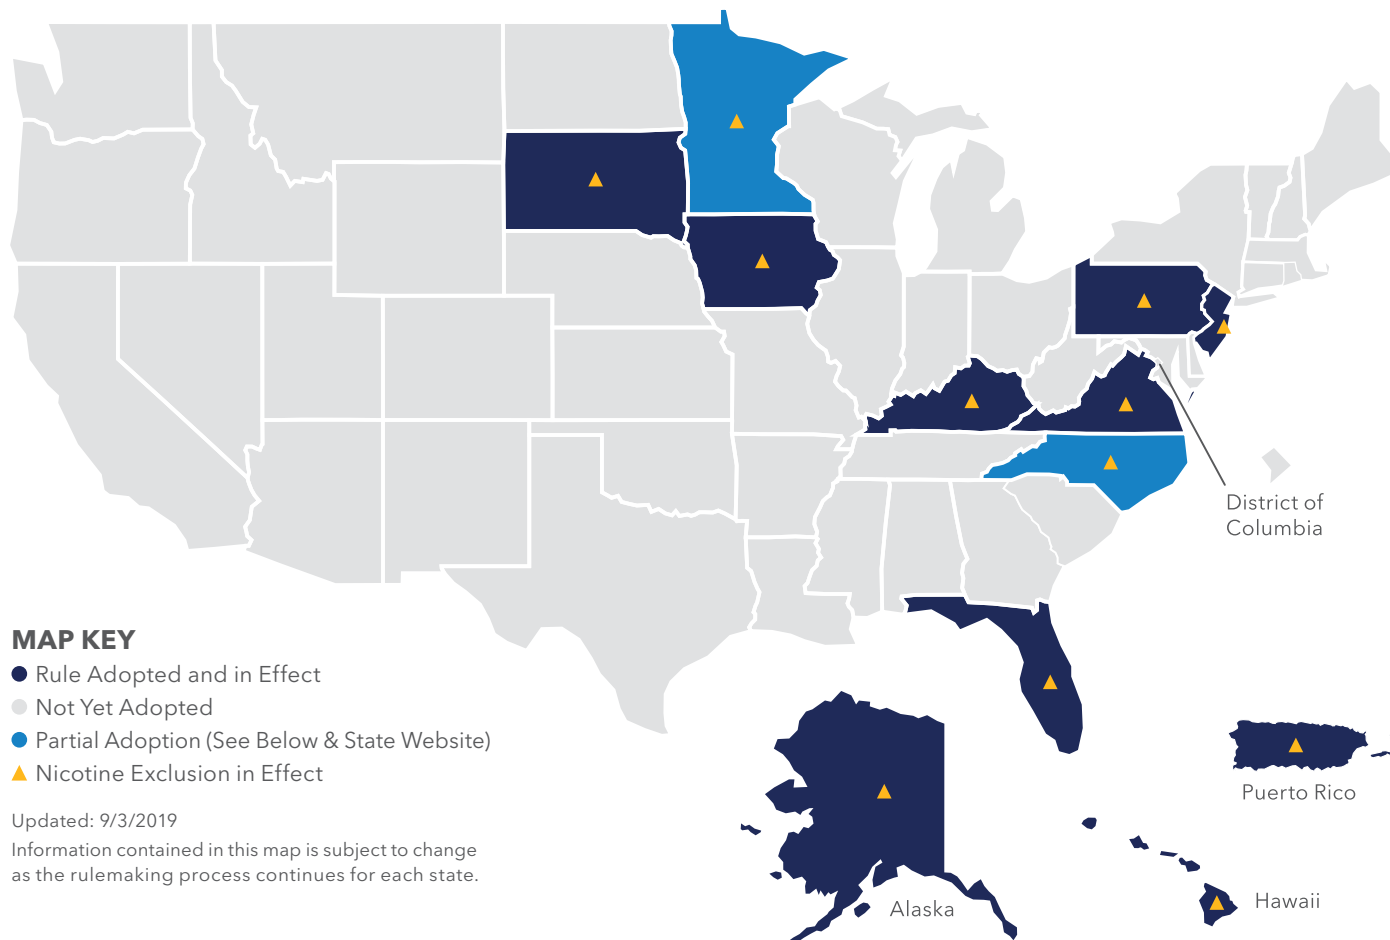 District of
Columbia
MAP KEY
Rule Adopted and in Effect
Not Yet Adopted
Partial Adoption (See Below & State Website)
Nicotine Exclusion in Effect
Updated: 9/3/2019
Information contained in this map is subject to change
as the rulemaking process continues for each state.
Puerto Rico
Alaska
Hawaii